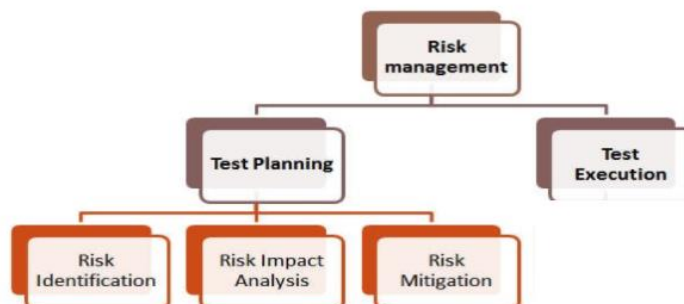 Risk
management
Test Planning
Test
Execution
Risk
Identification
Risk Impact
Analysis
Risk
Mitigation